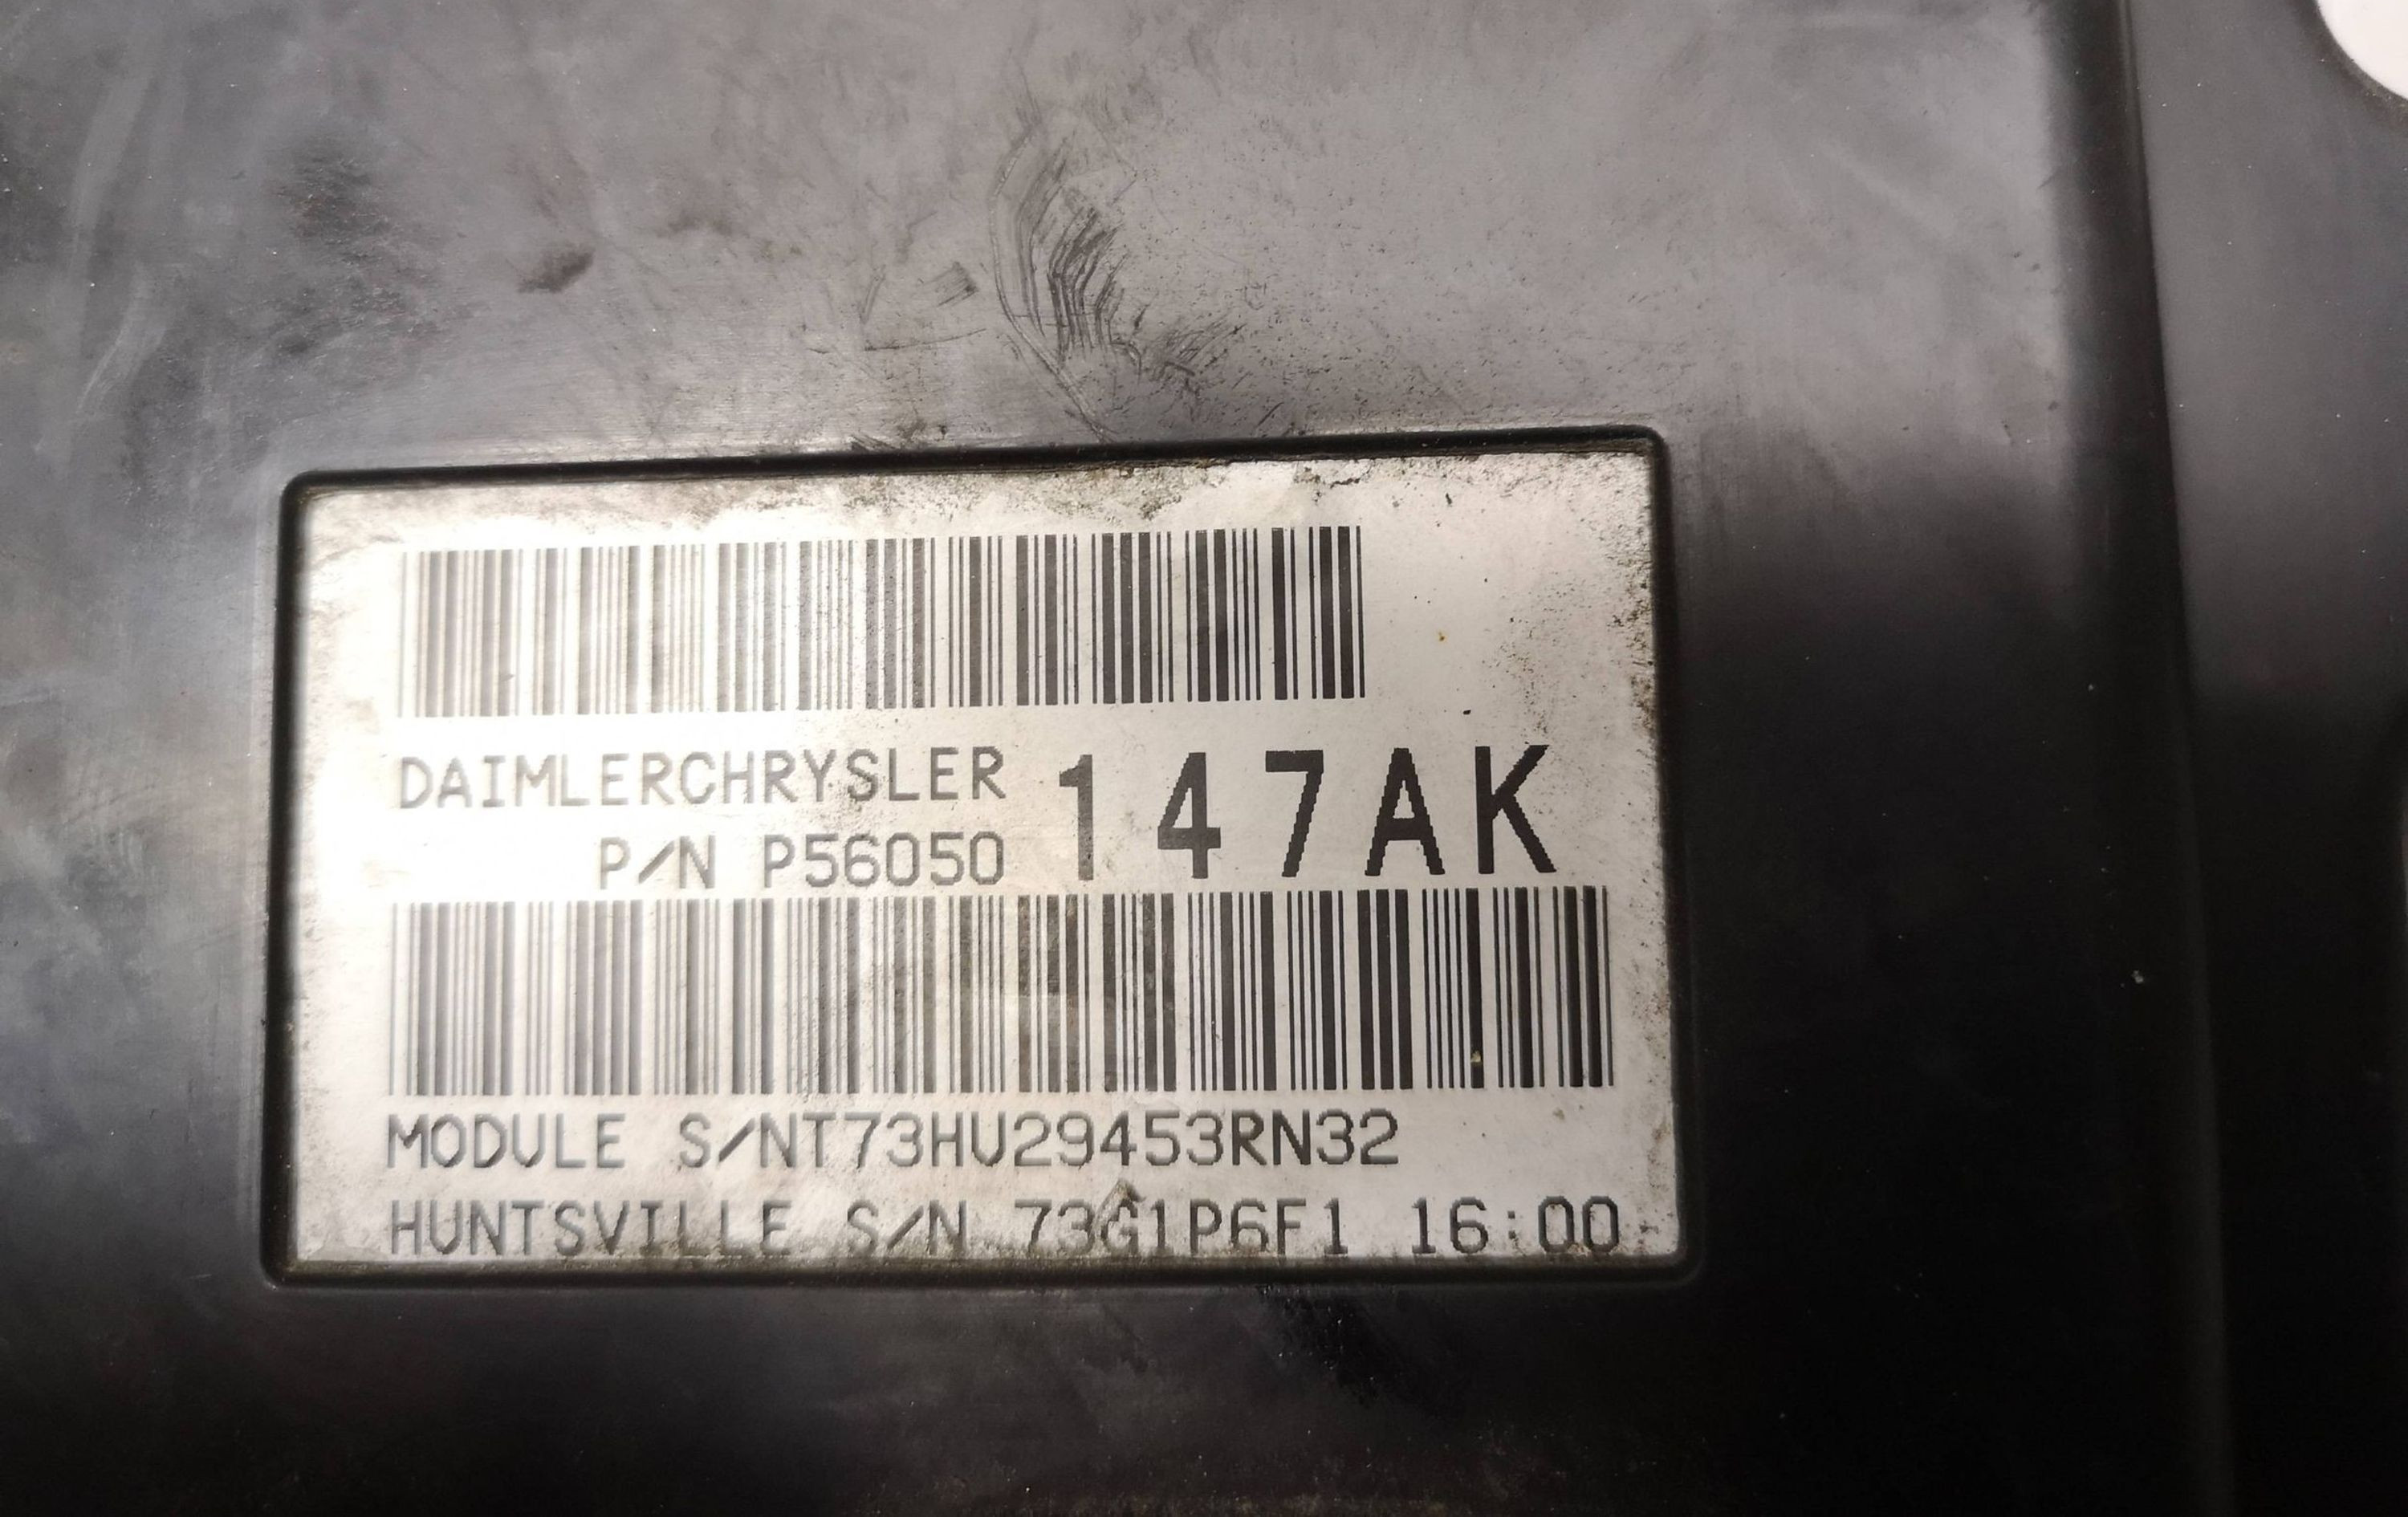 DAIMLERCHRYSLER 147AK
P/N P56050
MODULE S/NT73HU29453RN32
HUNTSVILLE S/N 73G1P6F1 16:00